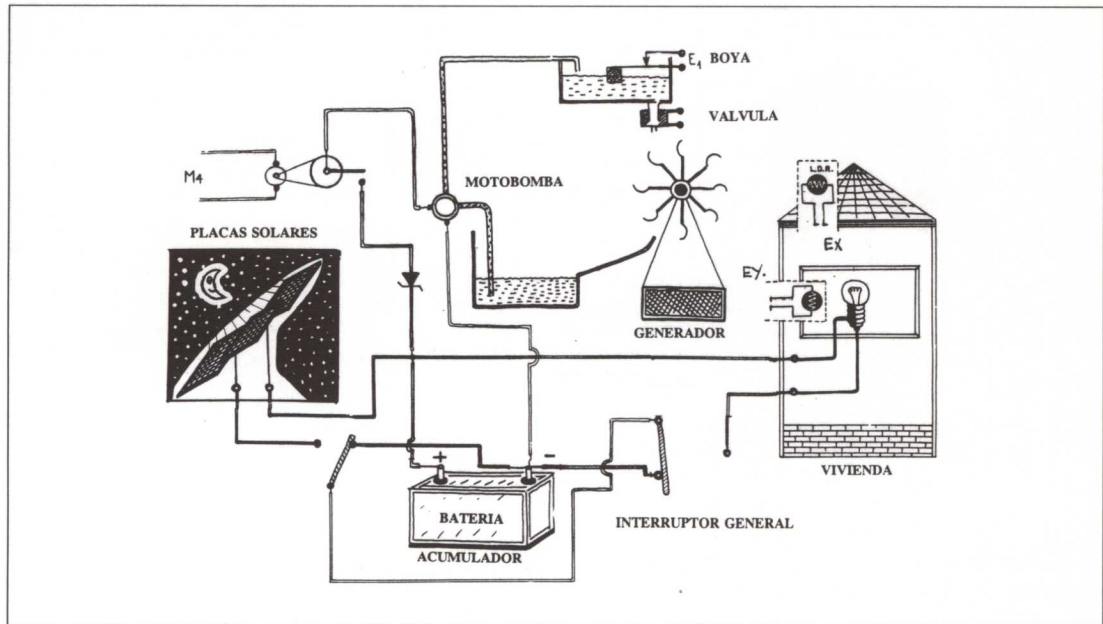 E1 BOYA
VALVULA
L.D.R.
M4
MOTOBOMBA
PLACAS SOLARES
EX
EY.
GENERADOR
+
-
VIVIENDA
BATERIA
INTERRUPTOR GENERAL
ACUMULADOR